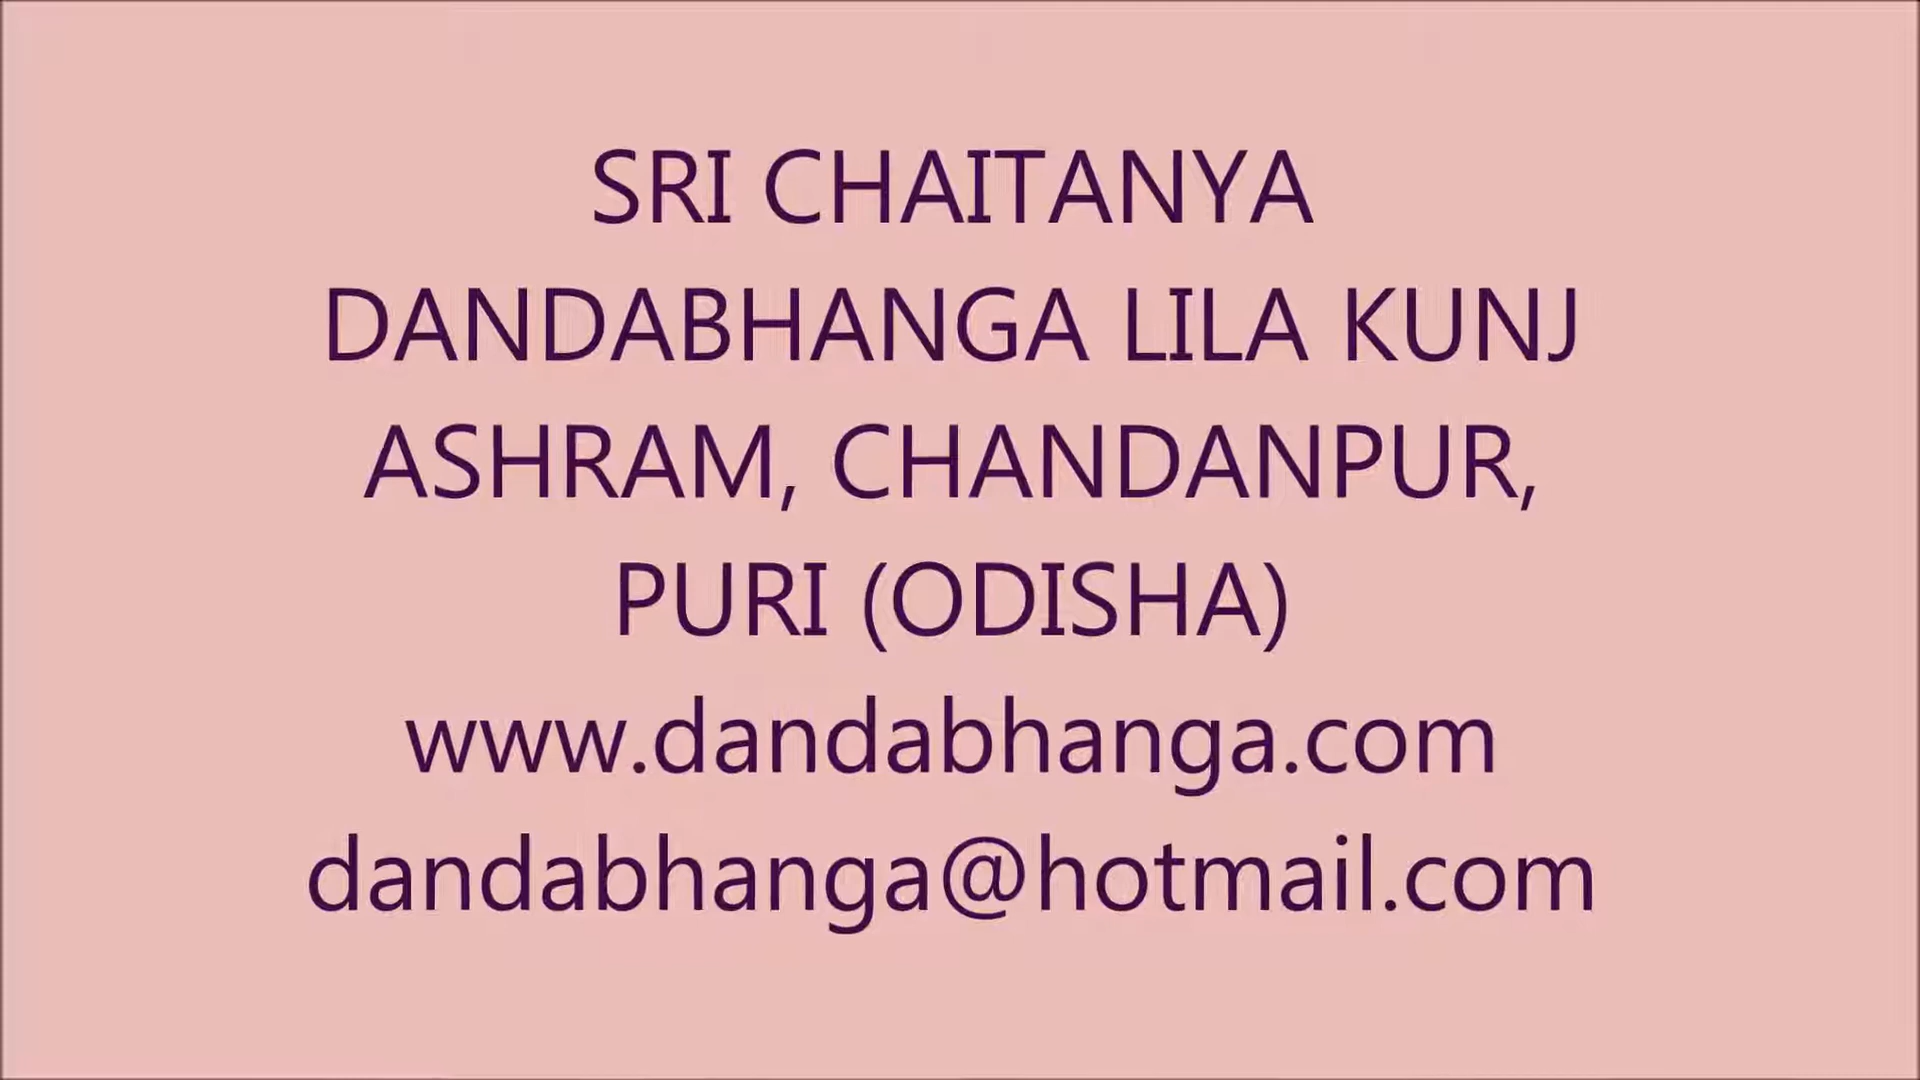 SRI CHAITANYA
DANDABHANGA LILA KUNJ
ASHRAM, CHANDANPUR,
PURI (ODISHA)
www.dandabhanga.com
dandabhanga@hotmail.com